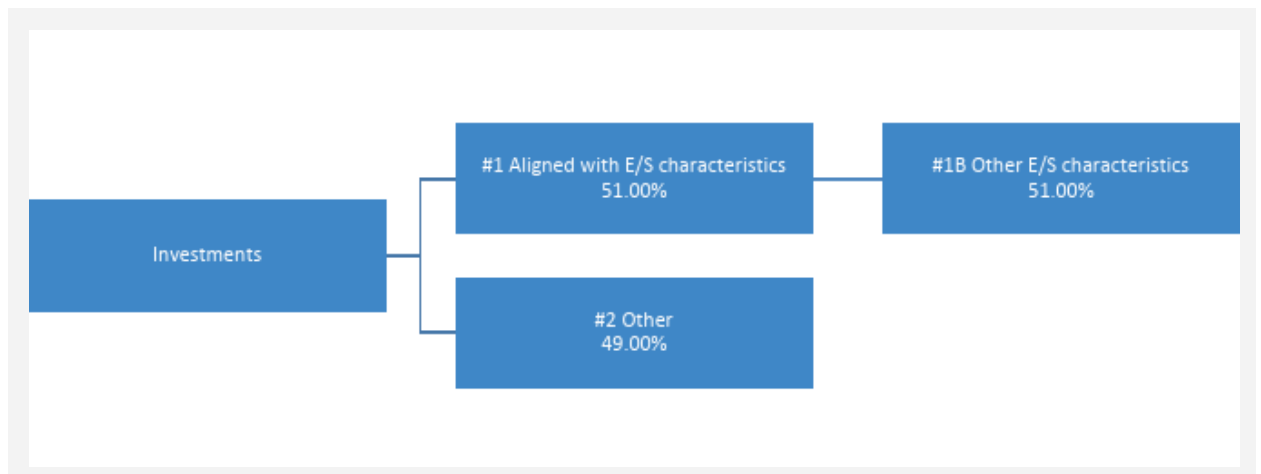 #1 Aligned with E/S characteristics
51.00%
#1B Other E/S characteristics
51.00%
Investments
#2 Other
49.00%